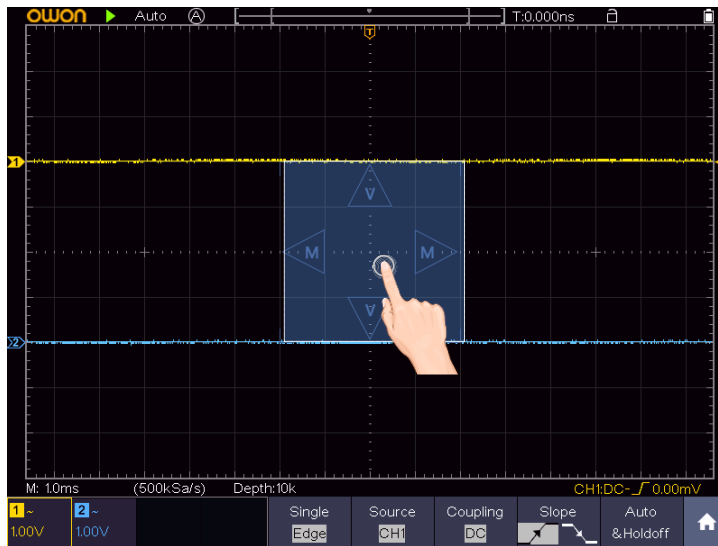 OWON Auto A T:0.000ns
T
1
V
M M
V
2
M: 1.0ms (500kSa/s) Depth:10k CH1:DC- 0.00mV
1 ~ 2 ~ Single Source Coupling Slope Auto
1.00V 1.00V Edge CH1 DC &Holdoff